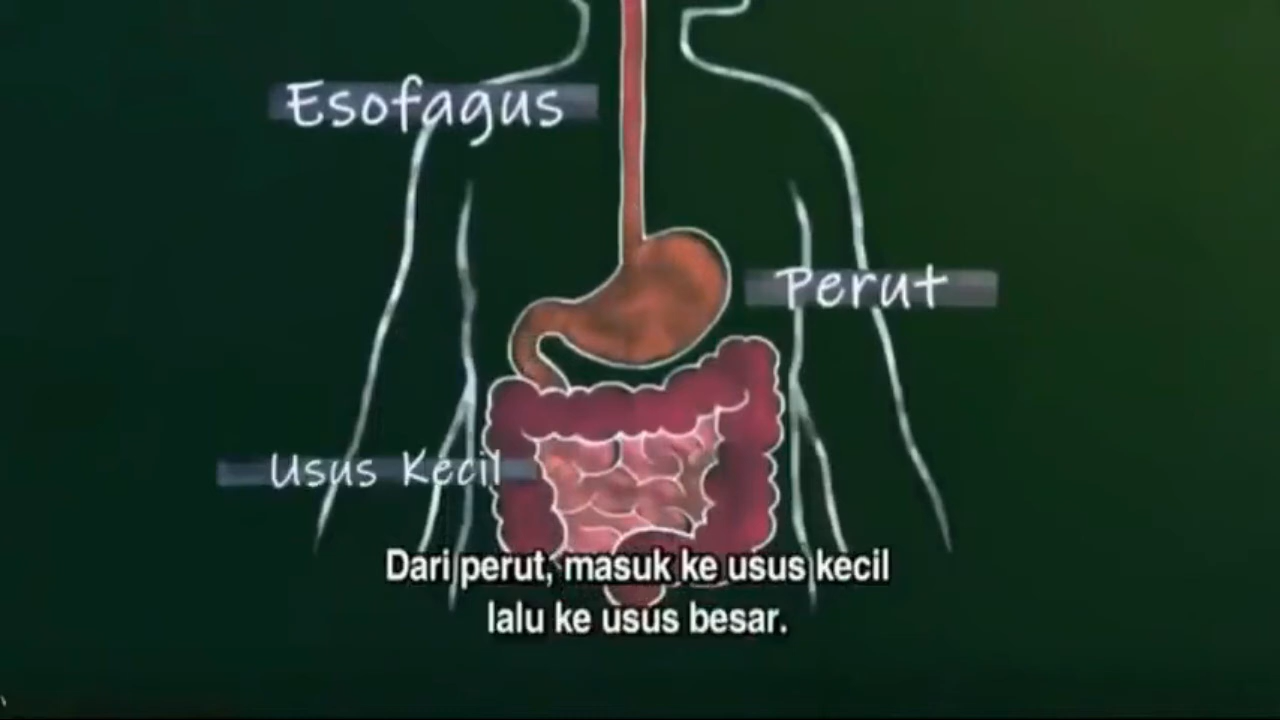 Esofagus
Perut
Usus Kecil
Dari perut, masuk ke usus kecil
lalu ke usus besar.